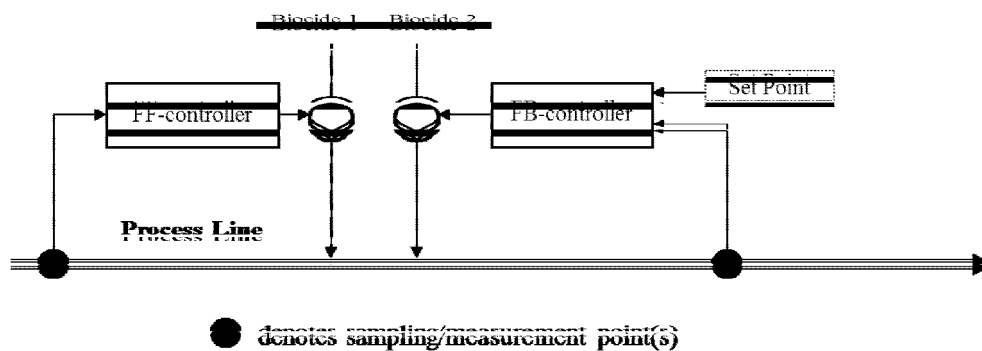 Biocide 1 Biocide 2
FF-controller
FB-controller
Set Point
Process Line
denotes sampling/measurement point(s)